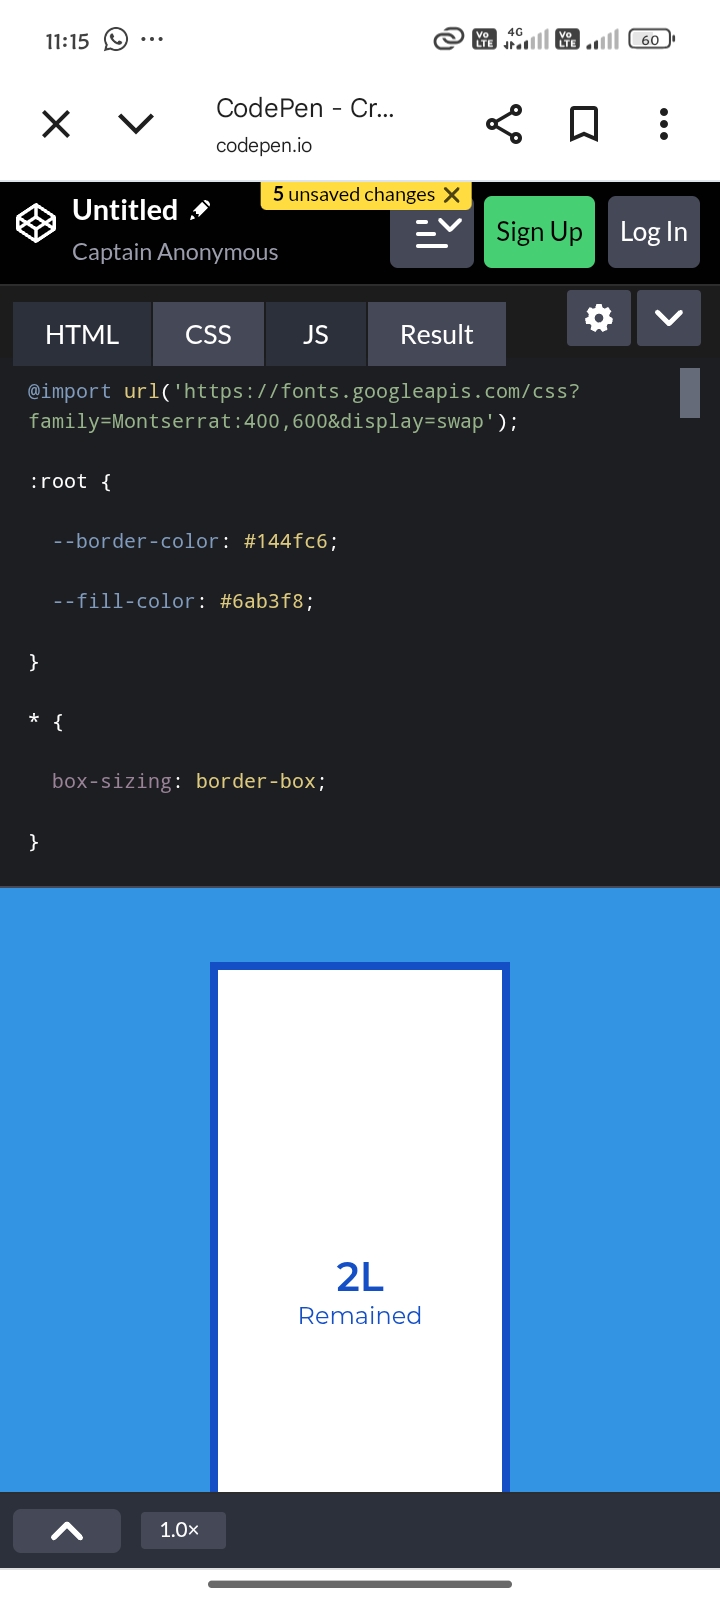 11:15
Vo LTE 4G Vo LTE 60
CodePen - Cr...
codepen.io
5 unsaved changes
Untitled
Captain Anonymous
Sign Up
Log In
HTML CSS JS Result
@import url('https://fonts.googleapis.com/css?
family=Montserrat:400,600&display=swap');
:root {
--border-color: #144fc6;
--fill-color: #6ab3f8;
}
* {
box-sizing: border-box;
}
2L
Remained
1.0×